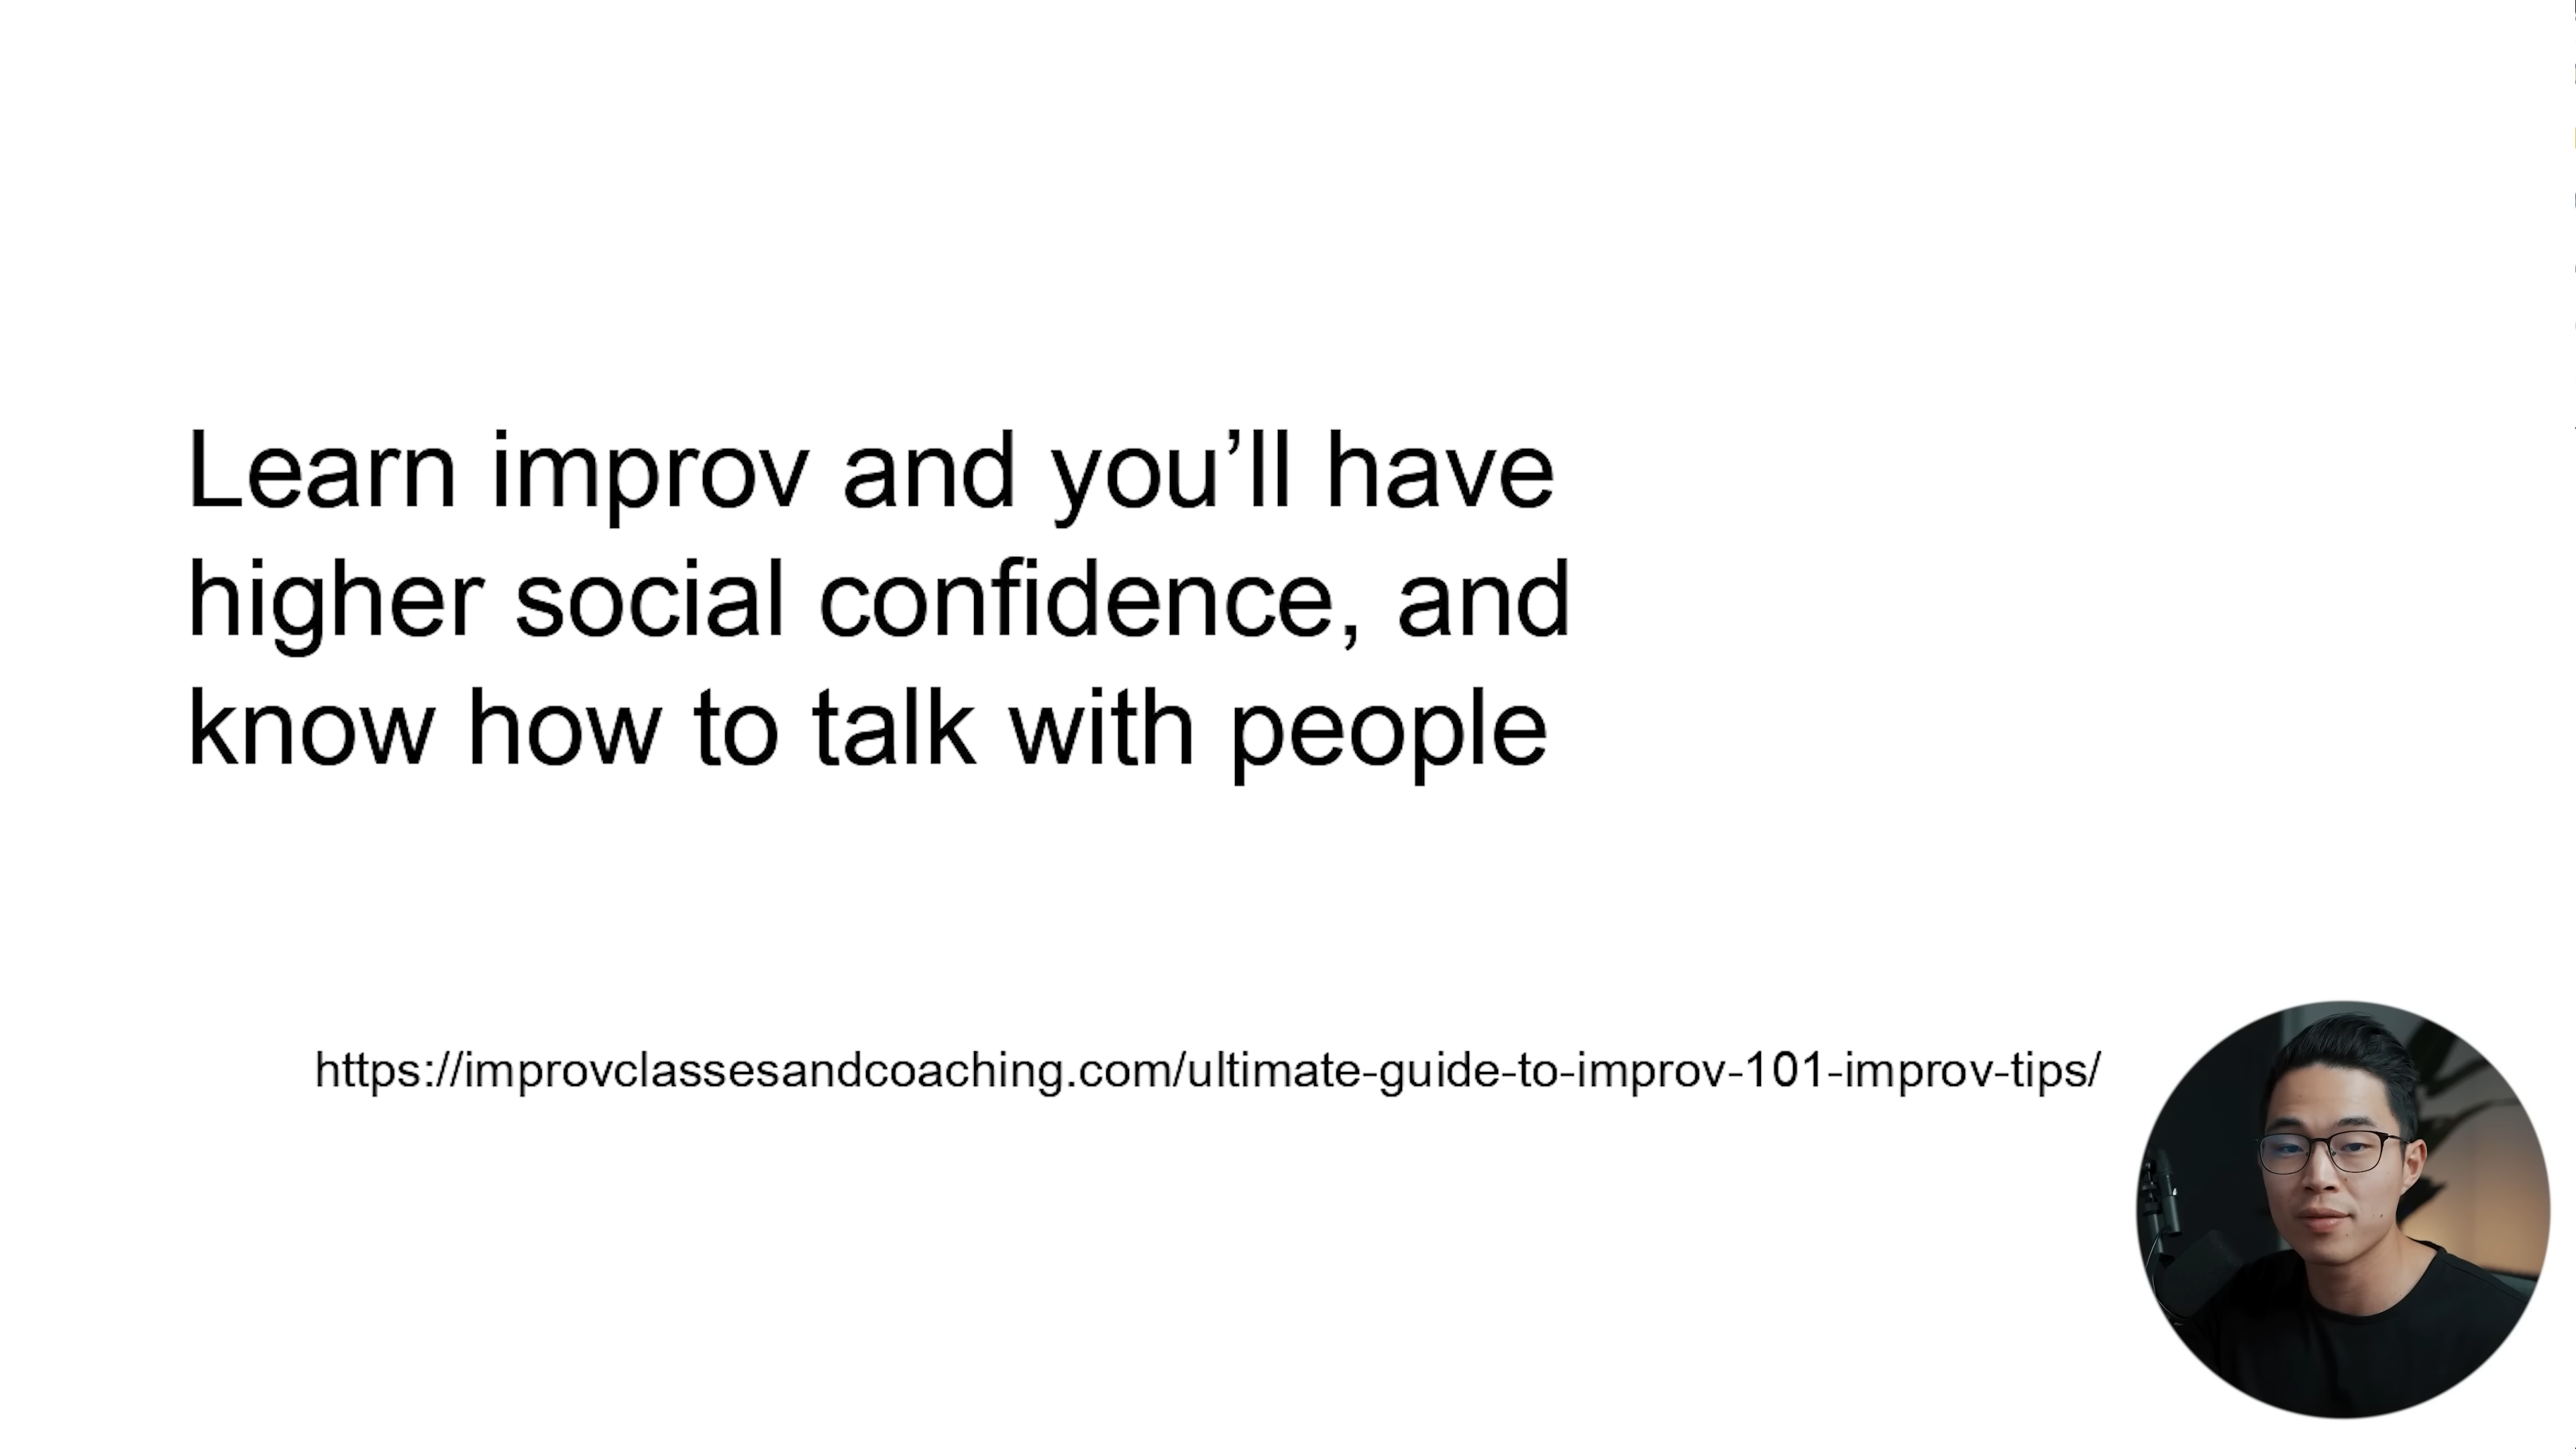 Learn improv and you’ll have
higher social confidence, and
know how to talk with people
https://improvclassesandcoaching.com/ultimate-guide-to-improv-101-improv-tips/